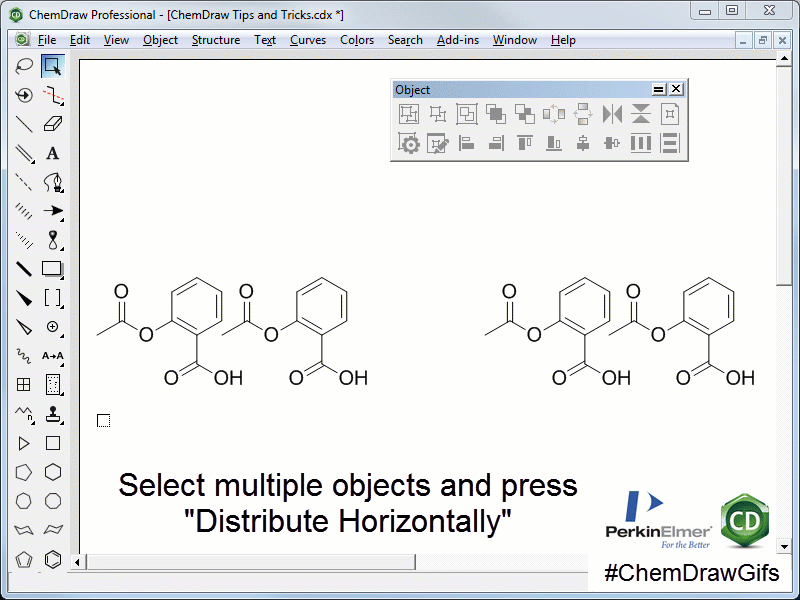 ChemDraw Professional - [ChemDraw Tips and Tricks.cdx *]
File Edit View Object Structure Text Curves Colors Search Add-ins Window Help
Object
A
A→A
n
O O
O O
O OH O OH
O O
O O
O OH O OH
Select multiple objects and press
"Distribute Horizontally"
PerkinElmer®
For the Better
CD
#ChemDrawGifs